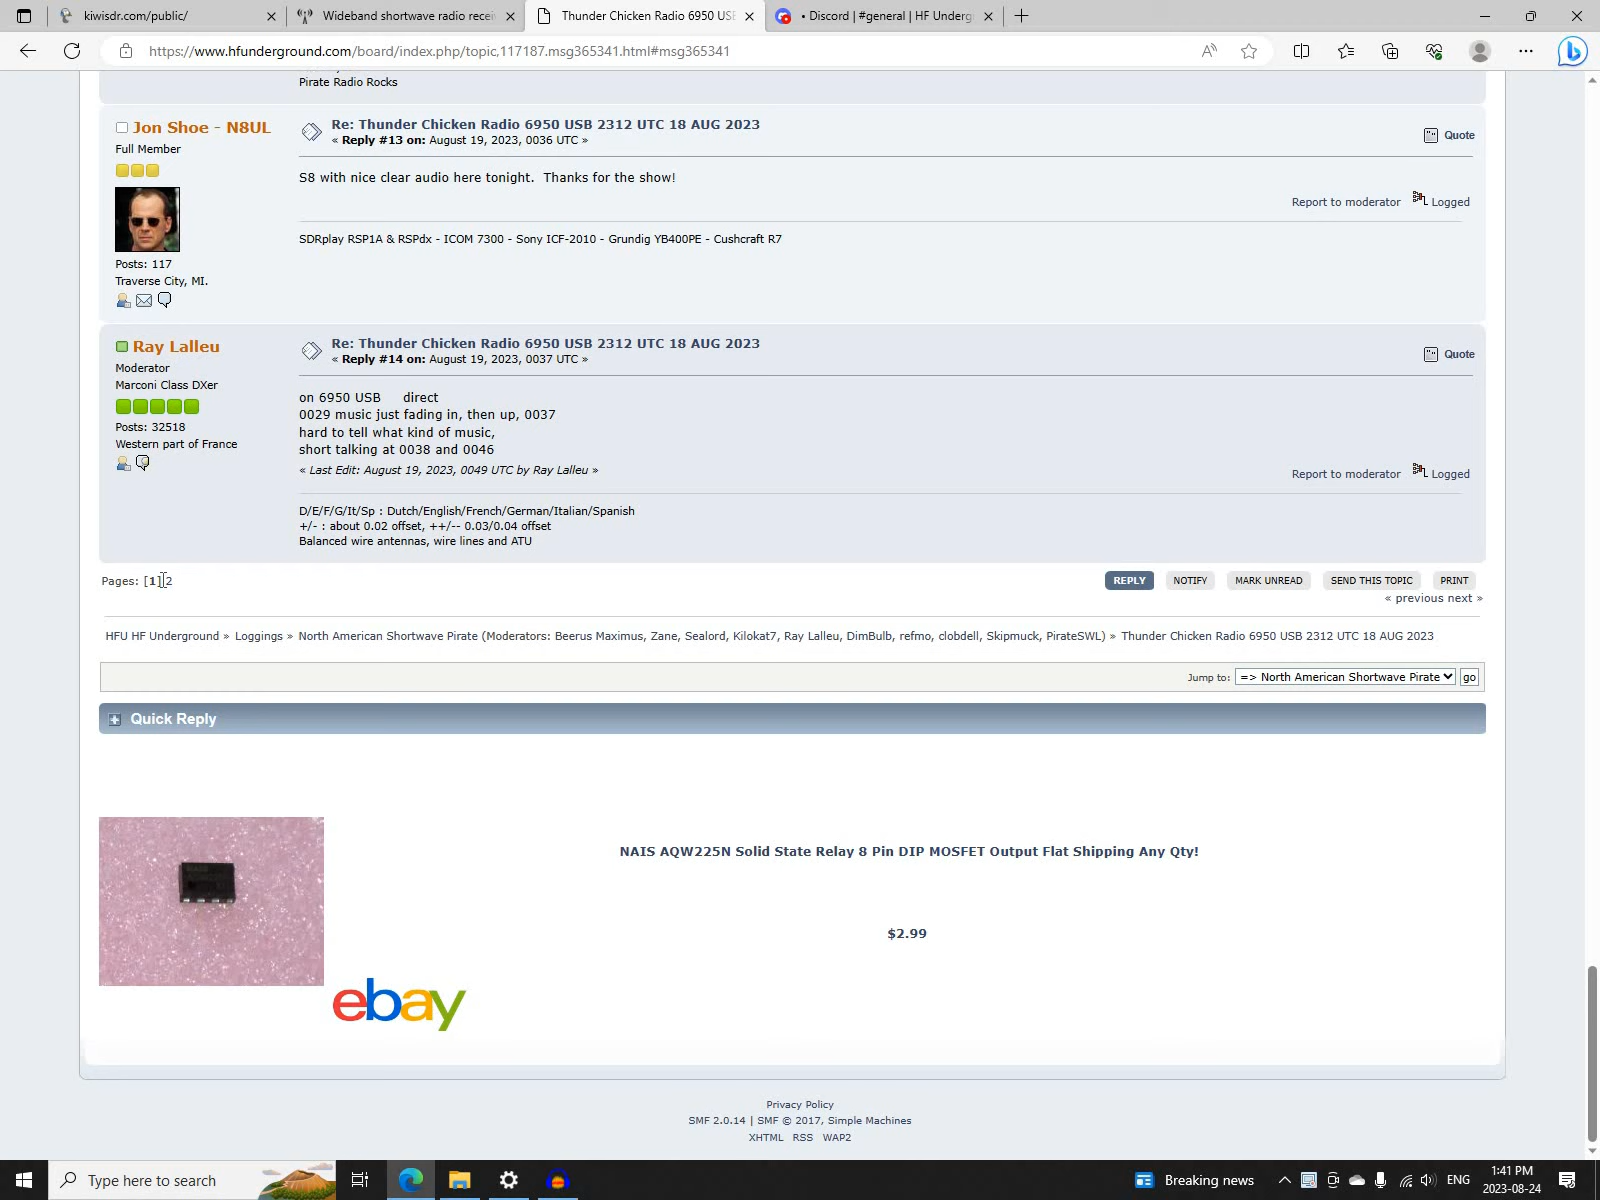 kiwisdr.com/public/
Wideband shortwave radio recei
Thunder Chicken Radio 6950 USB
• Discord | #general | HF Underg
https://www.hfunderground.com/board/index.php/topic,117187.msg365341.html#msg365341
Pirate Radio Rocks
Jon Shoe - N8UL
Full Member
Posts: 117
Traverse City, MI.
Re: Thunder Chicken Radio 6950 USB 2312 UTC 18 AUG 2023
« Reply #13 on: August 19, 2023, 0036 UTC »
Quote
S8 with nice clear audio here tonight.  Thanks for the show!
Report to moderator Logged
SDRplay RSP1A & RSPdx - ICOM 7300 - Sony ICF-2010 - Grundig YB400PE - Cushcraft R7
Ray Lalleu
Moderator
Marconi Class DXer
Posts: 32518
Western part of France
Re: Thunder Chicken Radio 6950 USB 2312 UTC 18 AUG 2023
« Reply #14 on: August 19, 2023, 0037 UTC »
Quote
on 6950 USB     direct
0029 music just fading in, then up, 0037
hard to tell what kind of music,
short talking at 0038 and 0046
« Last Edit: August 19, 2023, 0049 UTC by Ray Lalleu »
Report to moderator Logged
D/E/F/G/It/Sp : Dutch/English/French/German/Italian/Spanish
+/- : about 0.02 offset, ++/-- 0.03/0.04 offset
Balanced wire antennas, wire lines and ATU
Pages: [1] 2
REPLY NOTIFY MARK UNREAD SEND THIS TOPIC PRINT
« previous next »
HFU HF Underground » Loggings » North American Shortwave Pirate (Moderators: Beerus Maximus, Zane, Sealord, Kilokat7, Ray Lalleu, DimBulb, refmo, clobdell, Skipmuck, PirateSWL) » Thunder Chicken Radio 6950 USB 2312 UTC 18 AUG 2023
Jump to: => North American Shortwave Pirate go
Quick Reply
NAIS AQW225N Solid State Relay 8 Pin DIP MOSFET Output Flat Shipping Any Qty!
$2.99
ebay
Privacy Policy
SMF 2.0.14 | SMF © 2017, Simple Machines
XHTML RSS WAP2
Type here to search
Breaking news
ENG
1:41 PM
2023-08-24